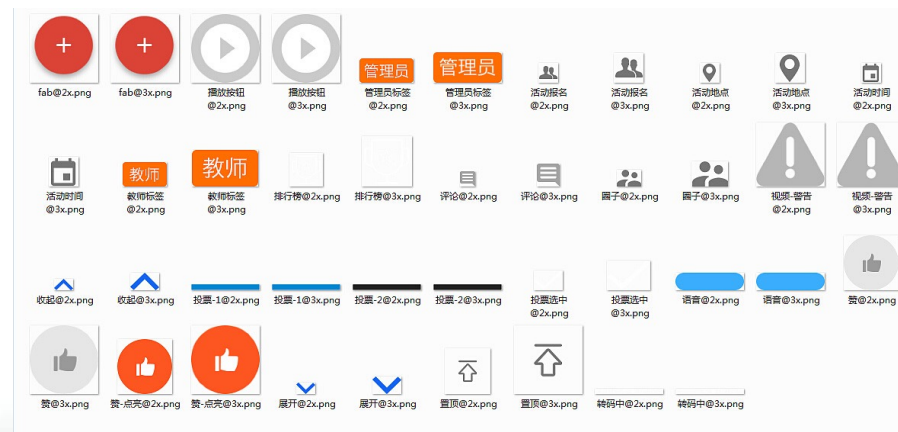 管理员
管理员
fab@2x.png
fab@3x.png
播放按钮
@2x.png
播放按钮
@3x.png
管理员标签
@2x.png
管理员标签
@3x.png
活动报名
@2x.png
活动报名
@3x.png
活动地点
@2x.png
活动地点
@3x.png
活动时间
@2x.png
教师
教师
活动时间
@3x.png
教师标签
@2x.png
教师标签
@3x.png
排行榜@2x.png
排行榜@3x.png
评论@2x.png
评论@3x.png
圈子@2x.png
圈子@3x.png
视频-警告
@2x.png
视频-警告
@3x.png
收起@2x.png
收起@3x.png
投票-1@2x.png
投票-1@3x.png
投票-2@2x.png
投票-2@3x.png
投票选中
@2x.png
投票选中
@3x.png
语音@2x.png
语音@3x.png
赞@2x.png
赞@3x.png
赞-点亮@2x.png
赞-点亮@3x.png
展开@2x.png
展开@3x.png
置顶@2x.png
置顶@3x.png
转码中@2x.png
转码中@3x.png